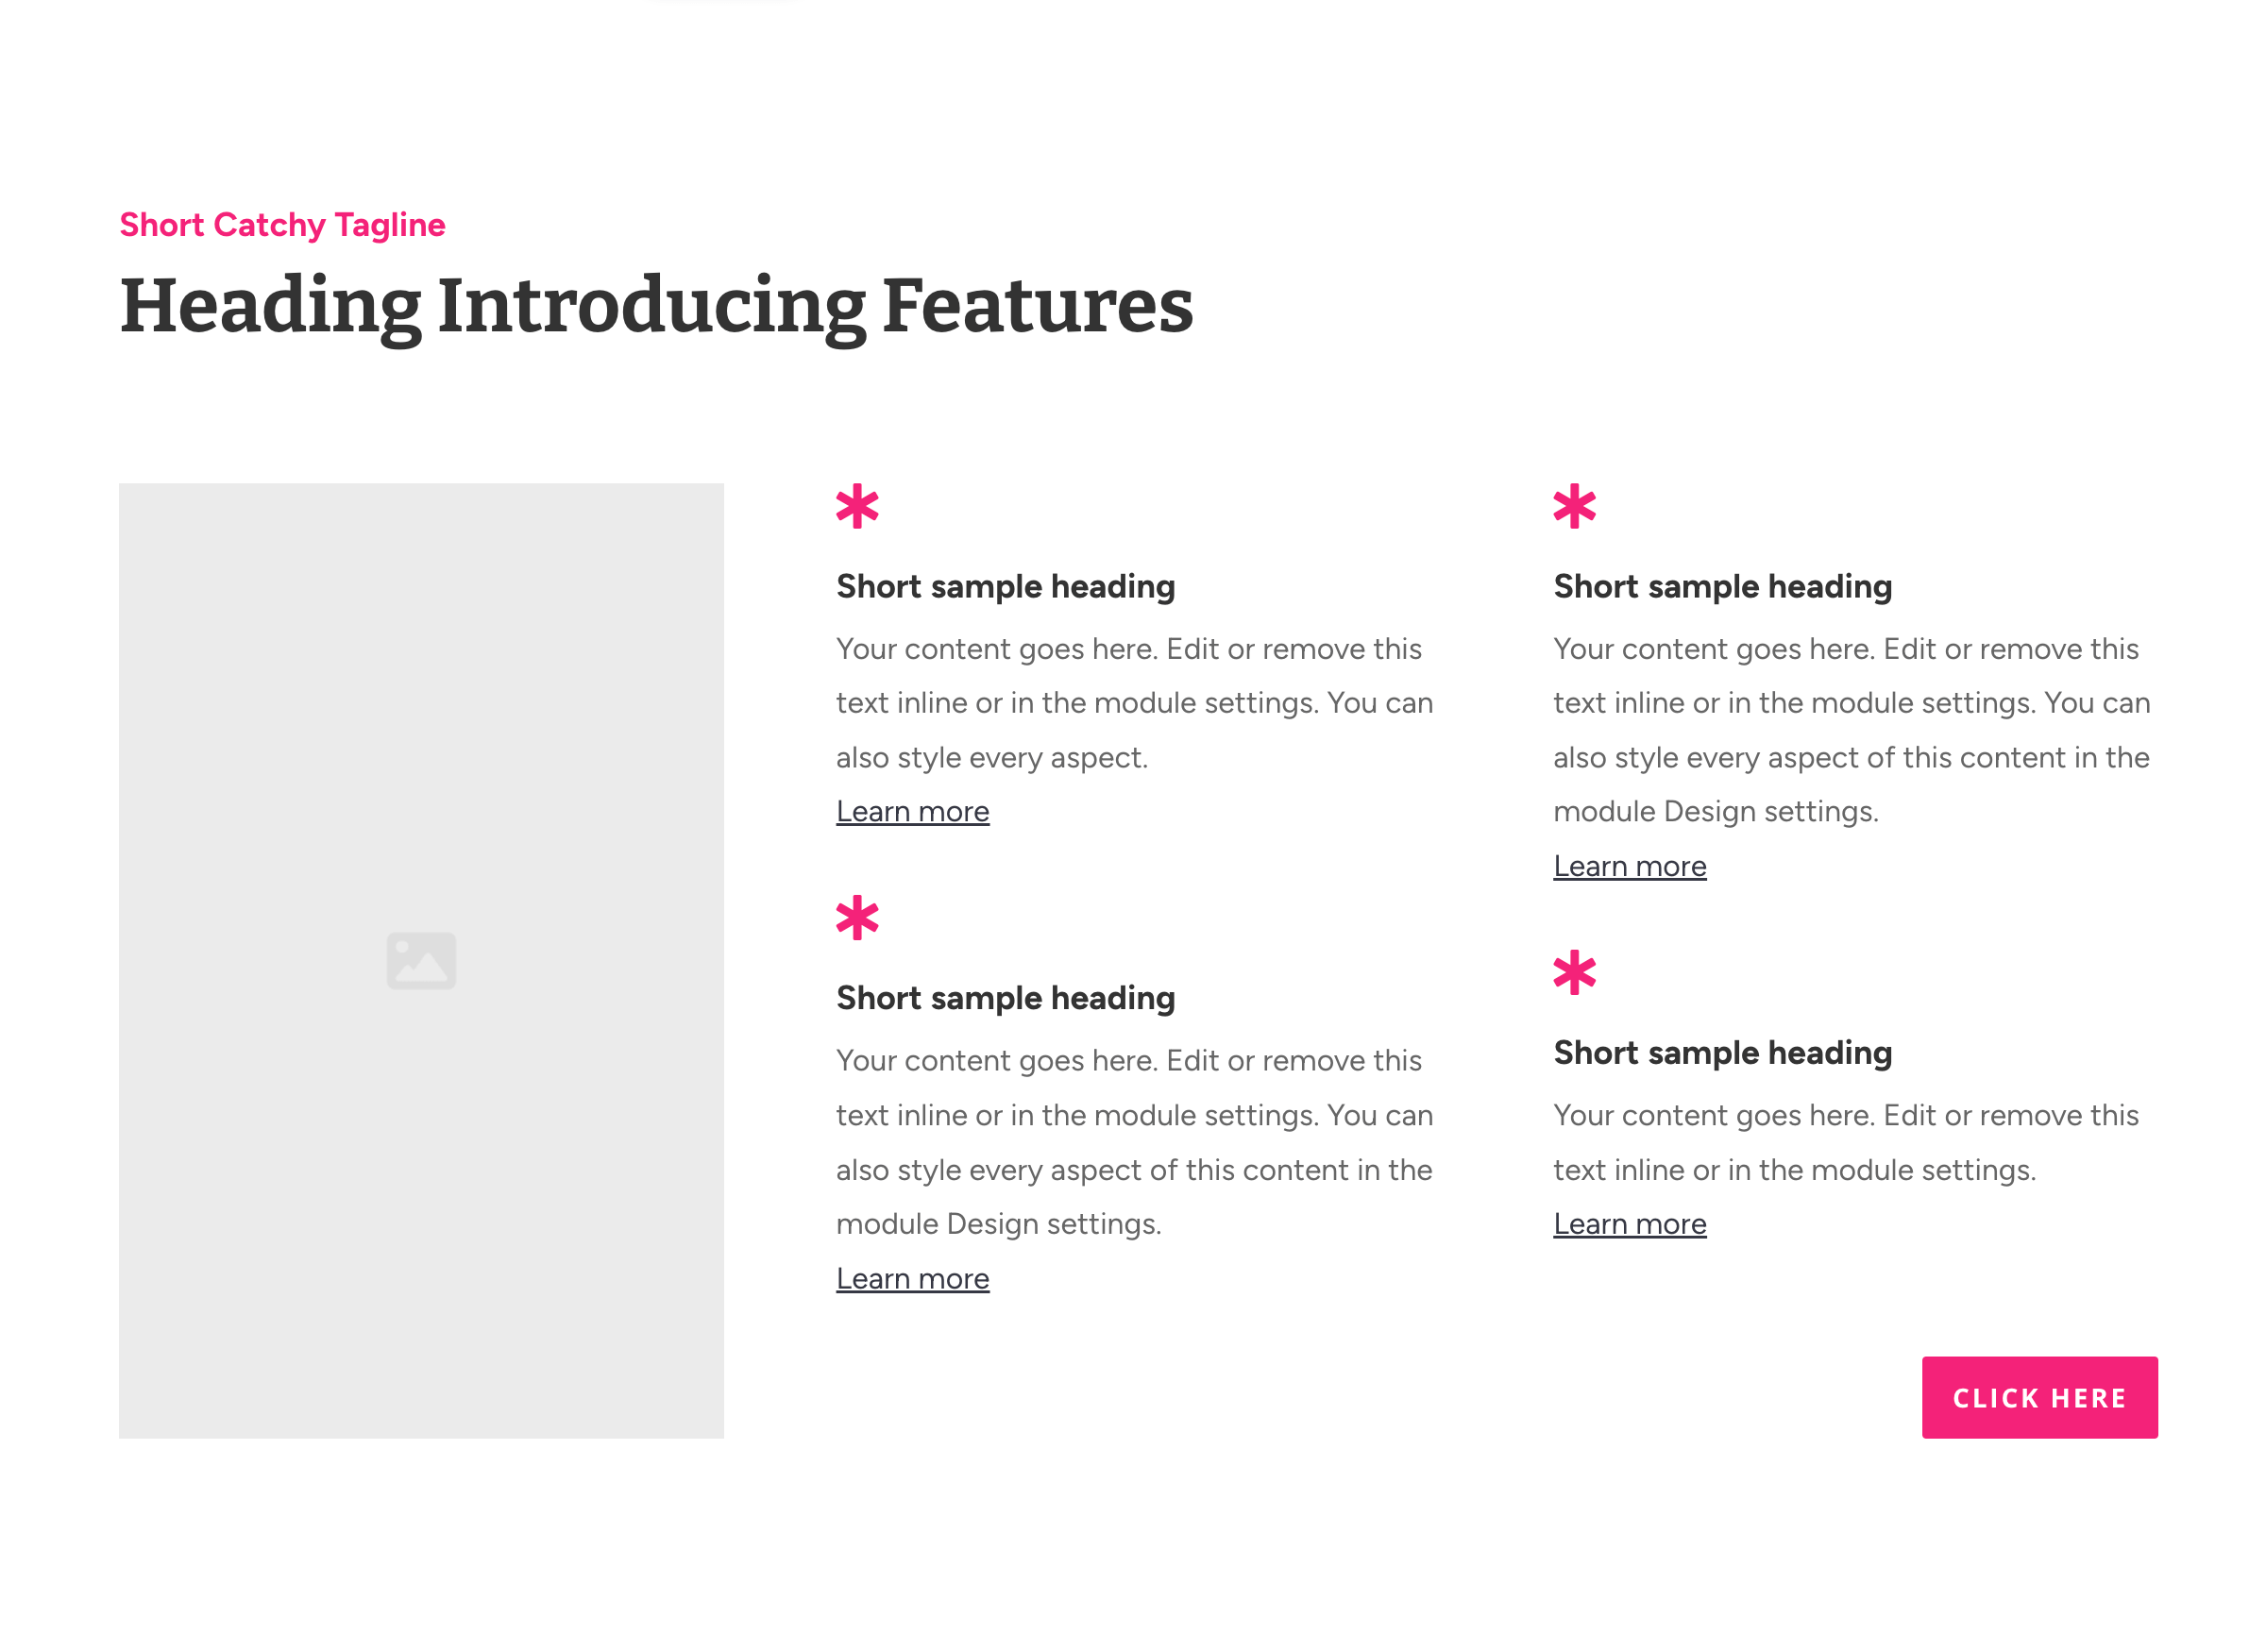 Short Catchy Tagline
Heading Introducing Features
Short sample heading
Your content goes here. Edit or remove this
text inline or in the module settings. You can
also style every aspect.
Learn more
Short sample heading
Your content goes here. Edit or remove this
text inline or in the module settings. You can
also style every aspect of this content in the
module Design settings.
Learn more
Short sample heading
Your content goes here. Edit or remove this
text inline or in the module settings. You can
also style every aspect of this content in the
module Design settings.
Learn more
Short sample heading
Your content goes here. Edit or remove this
text inline or in the module settings.
Learn more
CLICK HERE